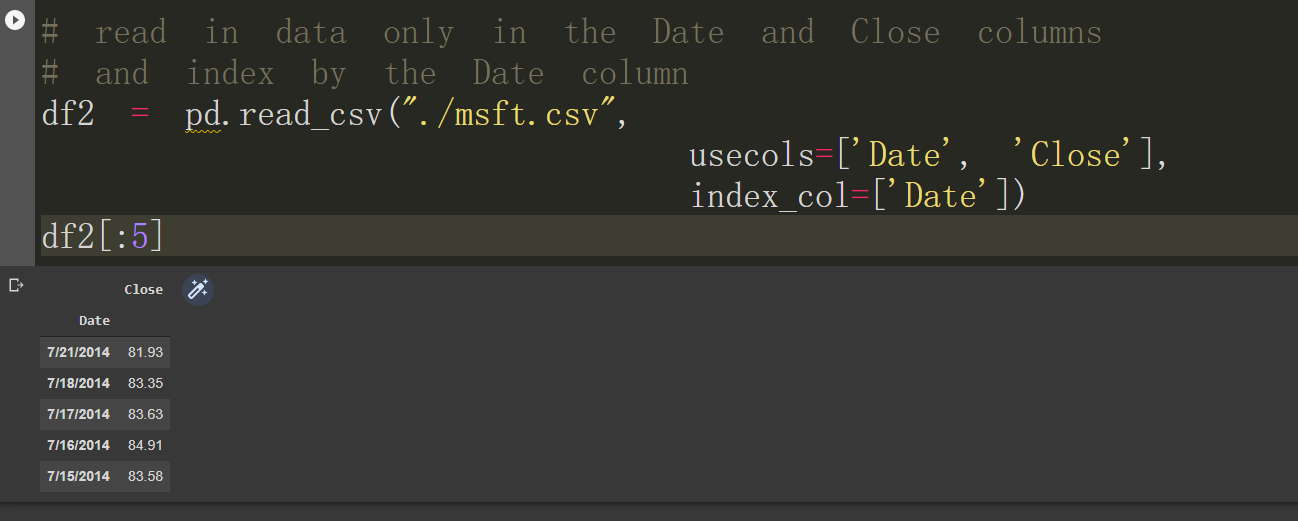 # read in data only in the Date and Close columns
# and index by the Date column
df2 = pd.read_csv("./msft.csv",
usecols=['Date', 'Close'],
index_col=['Date'])
df2[:5]
Close
Date
7/21/2014 81.93
7/18/2014 83.35
7/17/2014 83.63
7/16/2014 84.91
7/15/2014 83.58